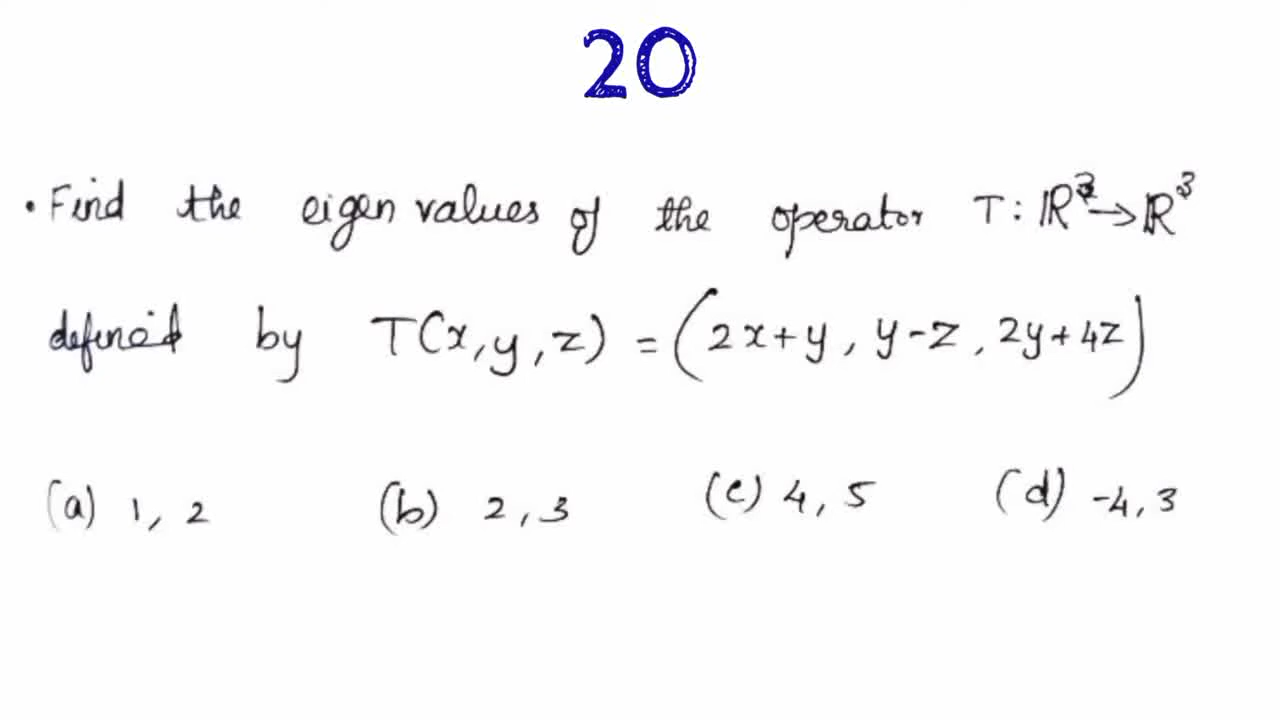 20
• Find the eigen values of the operator T : ℝ³→ℝ³
defined by T(x, y, z) = (2x+y, y-z, 2y+4z)
(a) 1, 2 (b) 2, 3 (c) 4, 5 (d) -4, 3